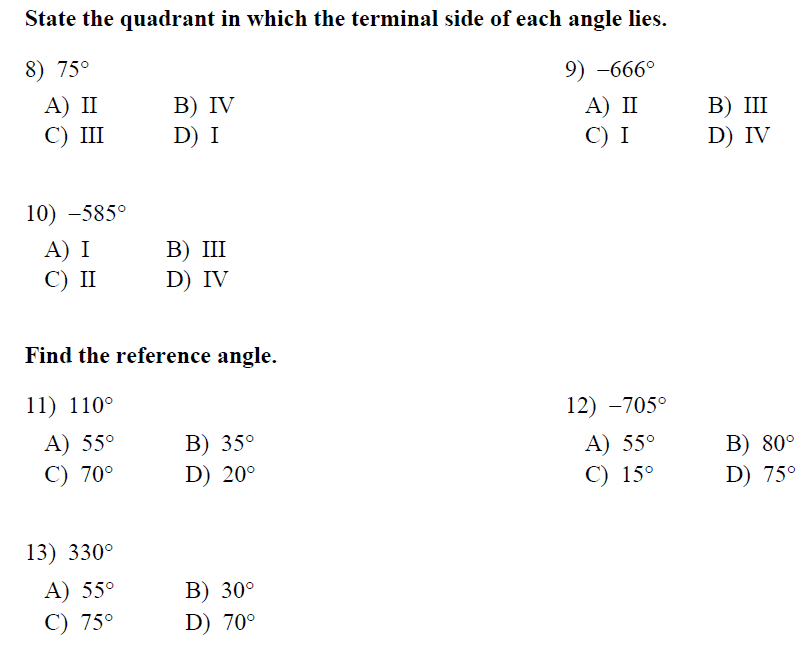 State the quadrant in which the terminal side of each angle lies.
8) 75°
A) II B) IV
C) III D) I
9) −666°
A) II B) III
C) I D) IV
10) −585°
A) I B) III
C) II D) IV
Find the reference angle.
11) 110°
A) 55° B) 35°
C) 70° D) 20°
12) −705°
A) 55° B) 80°
C) 15° D) 75°
13) 330°
A) 55° B) 30°
C) 75° D) 70°